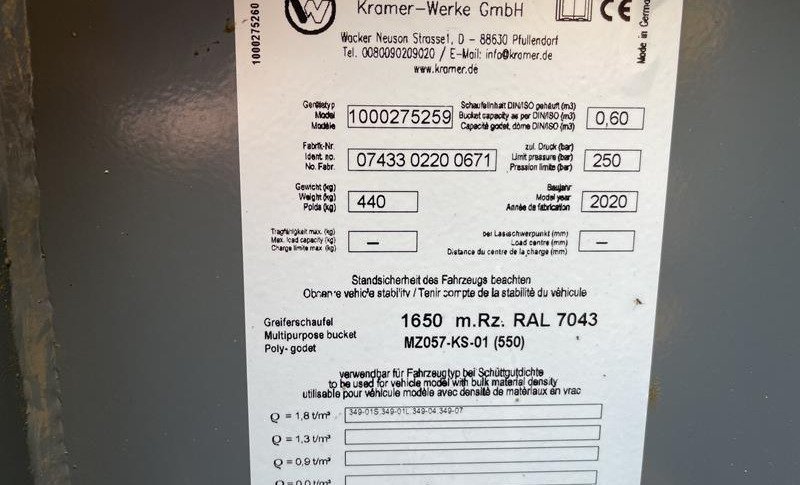 1000275260
Kramer-Werke GmbH
CE
Made in German
Wacker Neuson Strasse1, D - 88630 Pfullendorf
Tel. 0080090209020 / E-Mail: info@kramer.de
www.kramer.de
Gerätetyp
Model
Modèle
1000275259
Schaufelinhalt DIN/ISO gehäuft (m3)
Bucket capacity as per DIN/ISO (m3)
Capacité godet, dôme DIN/ISO (m3)
0,60
Fabrik-Nr.
Ident. no.
No. Fabr.
07433 0220 0671
zul. Druck (bar)
Limit pressure (bar)
Pression limite (bar)
250
Gewicht (kg)
Weight (kg)
Poids (kg)
440
Baujahr
Model year
Année de fabrication
2020
Tragfähigkeit max. (kg)
Max. load capacity (kg)
Charge limite max (kg)
–
bei Lastschwerpunkt (mm)
Load centre (mm)
Distance du centre de la charge (mm)
–
Standsicherheit des Fahrzeugs beachten
Observe vehicle stability / Tenir compte de la stabilité du véhicule
Greiferschaufel
Multipurpose bucket
Poly- godet
1650 m.Rz. RAL 7043
MZ057-KS-01 (550)
verwendbar für Fahrzeugtyp bei Schüttgutdichte
to be used for vehicle model with bulk material density
utilisable pour véhicule modèle avec densité de matériaux en vrac
Q = 1,8 t/m³
349-01S 349-01L 349-04 349-07
Q = 1,3 t/m³
Q = 0,9 t/m³